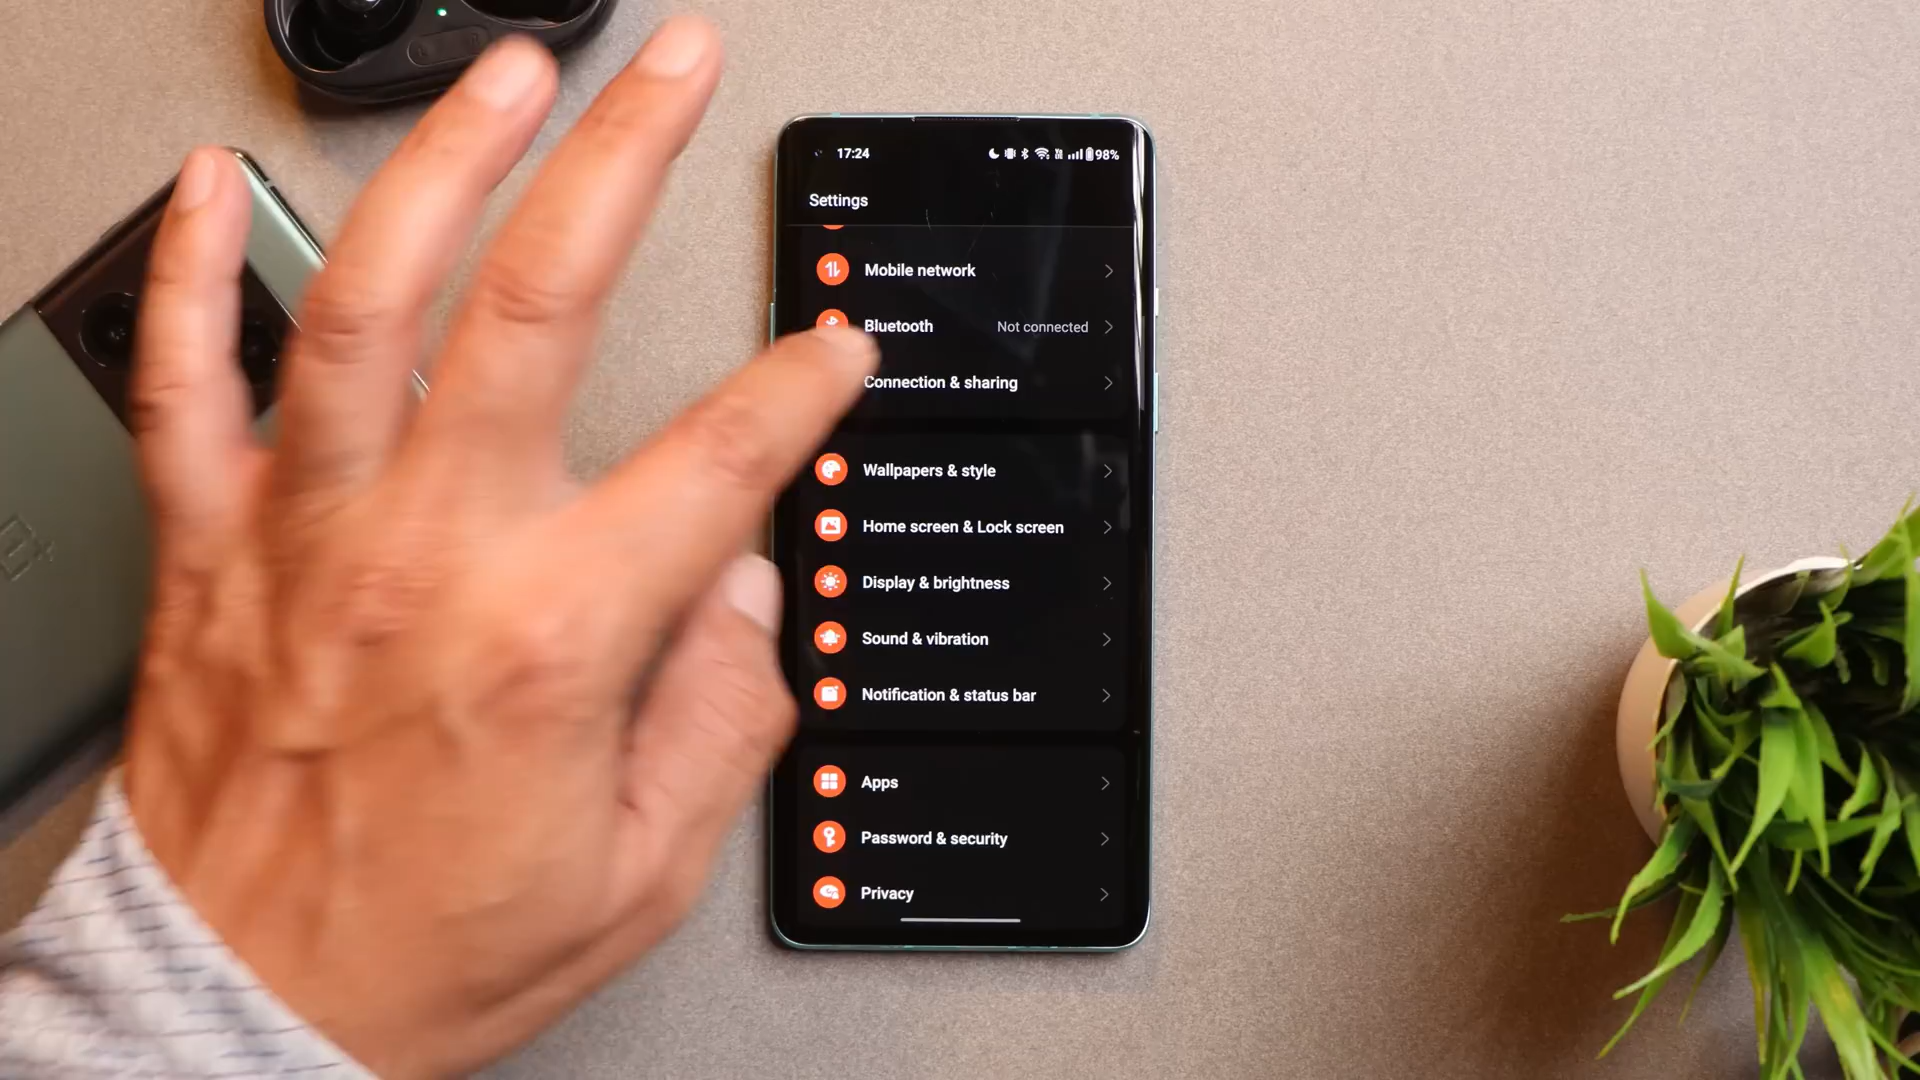 17:24 98%
Settings
Mobile network
Bluetooth Not connected
Connection & sharing
Wallpapers & style
Home screen & Lock screen
Display & brightness
Sound & vibration
Notification & status bar
Apps
Password & security
Privacy